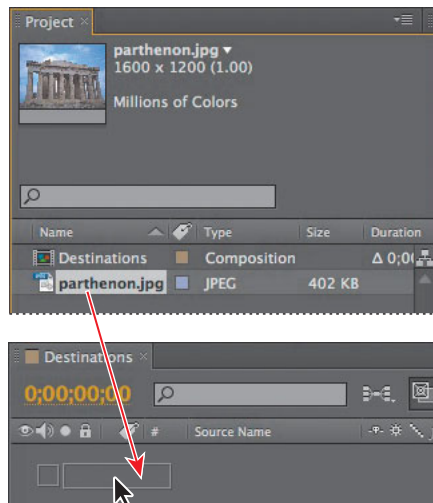 Project
parthenon.jpg
1600 x 1200 (1.00)
Millions of Colors
Name Type Size Duration
Destinations Composition Δ 0;0
parthenon.jpg JPEG 402 KB
Destinations
0;00;00;00
# Source Name